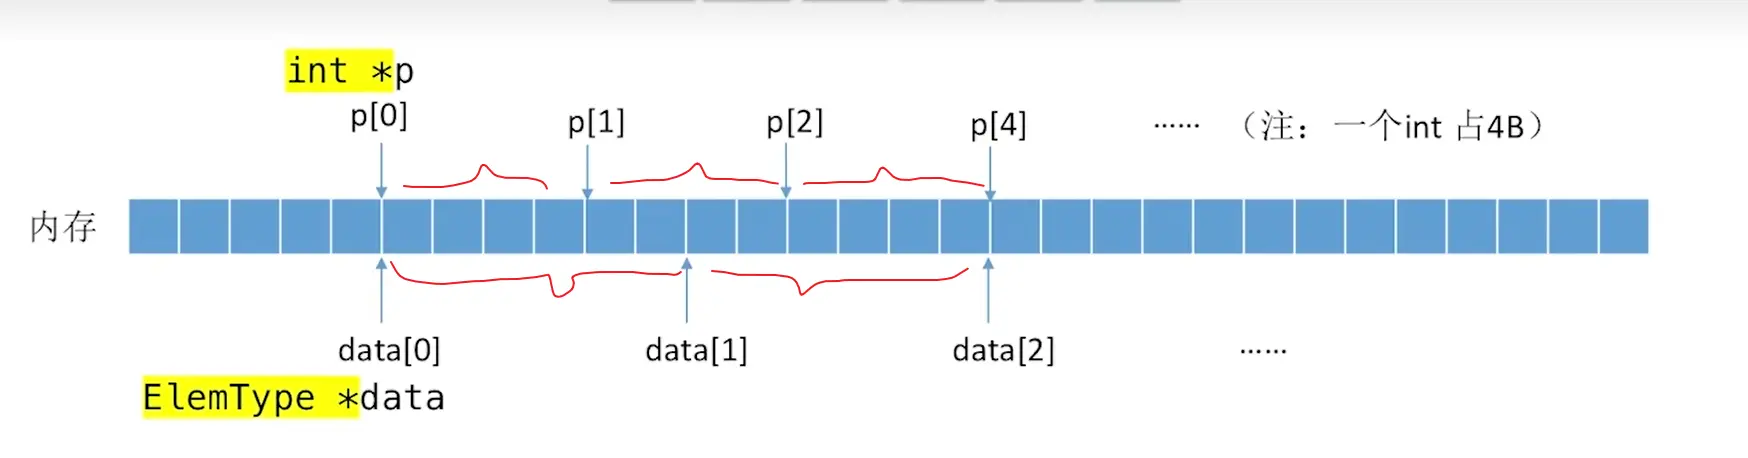 int *p
p[0] p[1] p[2] p[4] …… （注：一个int 占4B）
内存
data[0] data[1] data[2] ……
ElemType *data